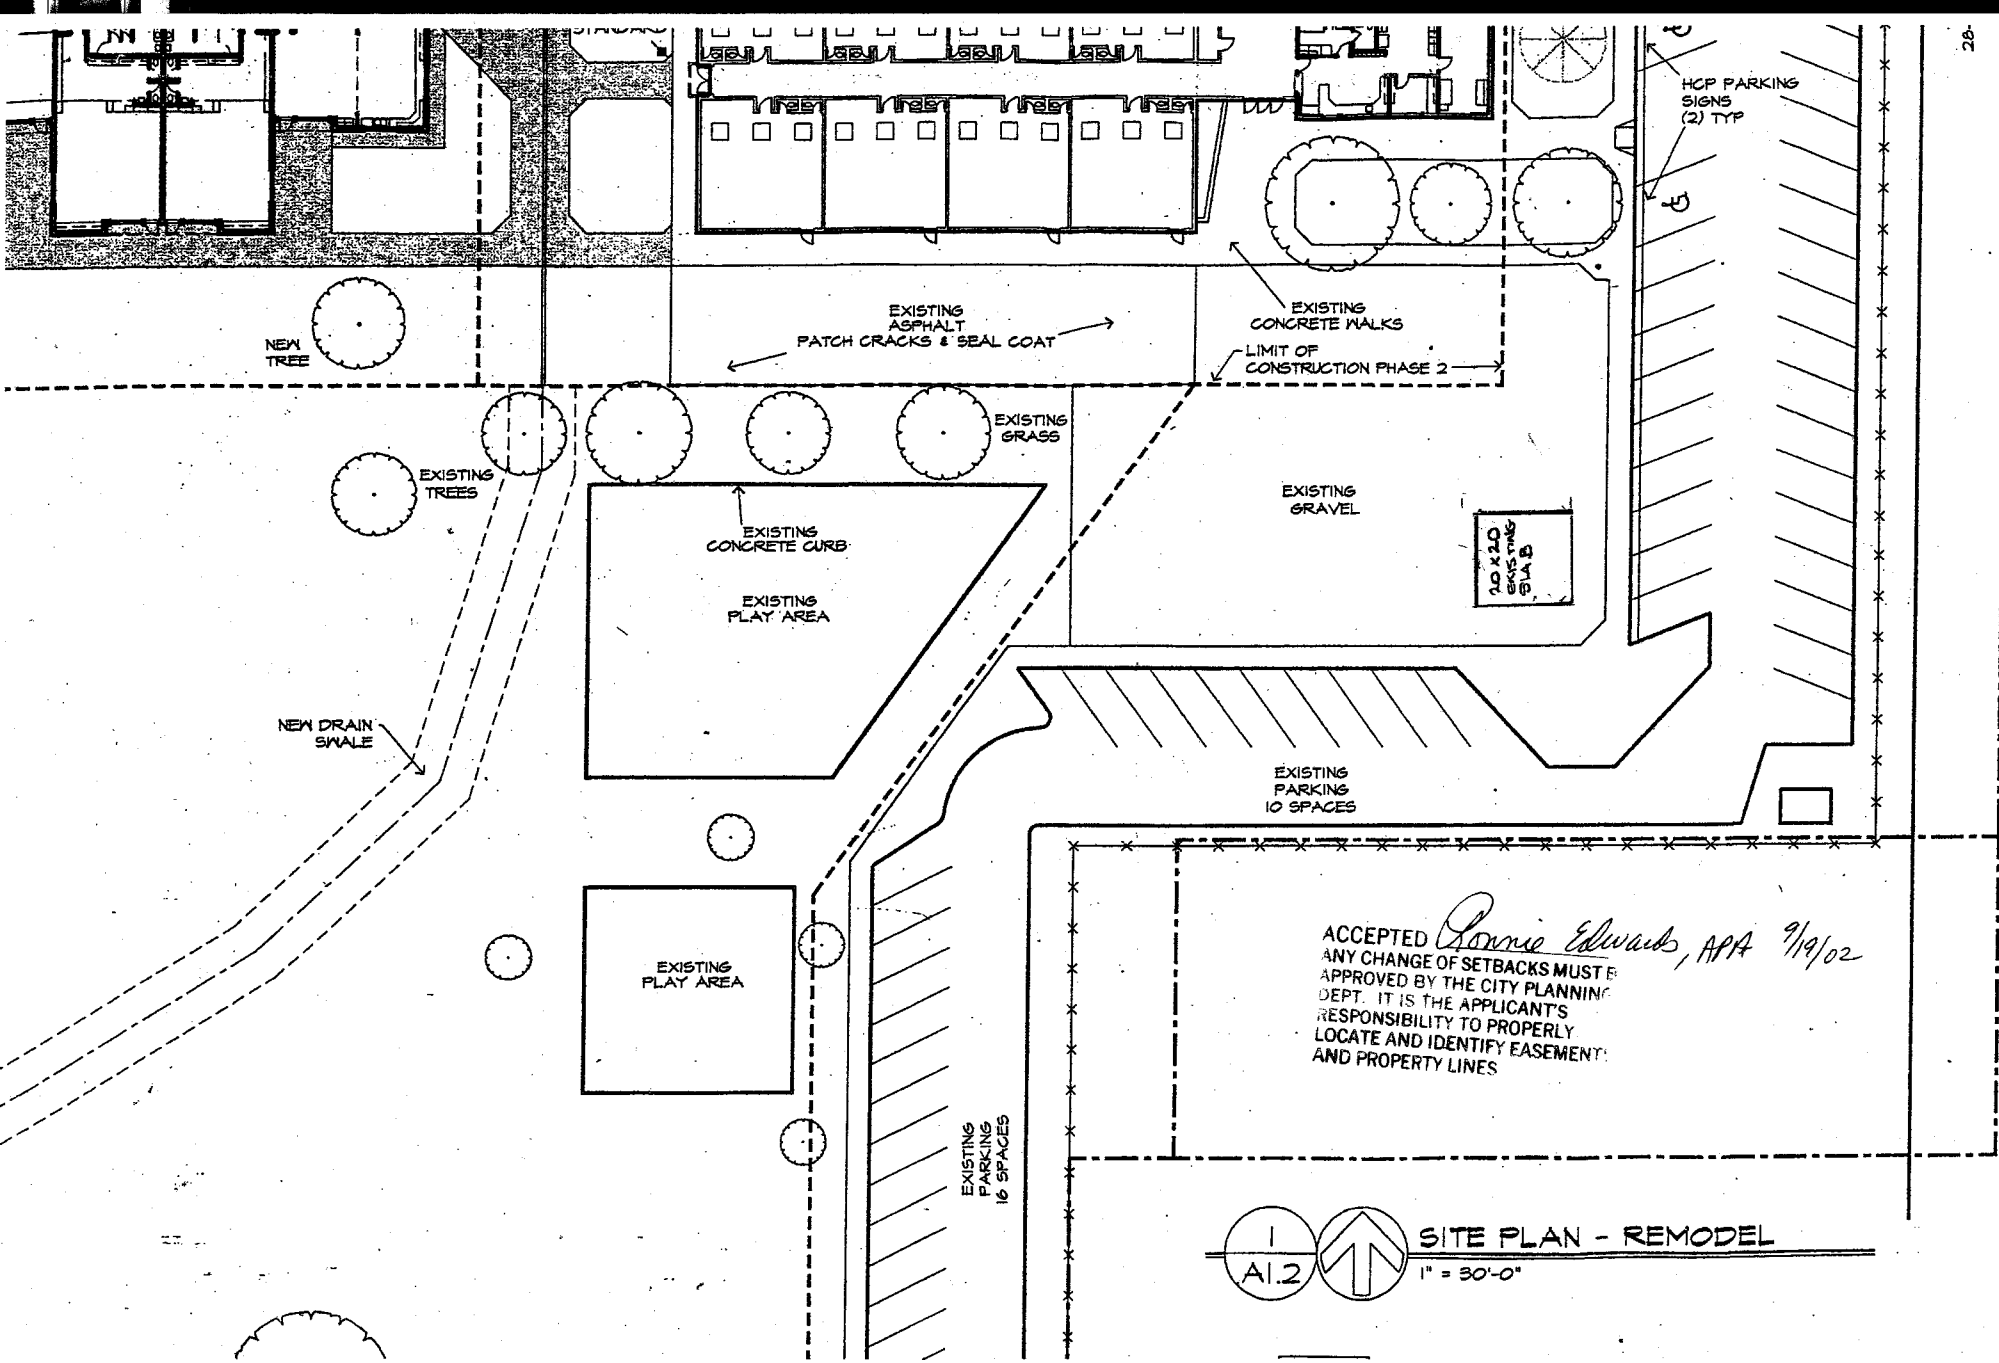 STANDARD
28-
HCP PARKING
SIGNS
(2) TYP
NEW
TREE
EXISTING
ASPHALT
PATCH CRACKS & SEAL COAT
EXISTING
CONCRETE WALKS
LIMIT OF
CONSTRUCTION PHASE 2
EXISTING
TREES
EXISTING
GRASS
EXISTING
CONCRETE CURB
EXISTING
GRAVEL
20 X 20
EXISTING
SLAB
EXISTING
PLAY AREA
NEW DRAIN
SWALE
EXISTING
PARKING
10 SPACES
EXISTING
PLAY AREA
ACCEPTED Ronnie Edwards, APA 9/19/02
ANY CHANGE OF SETBACKS MUST B
APPROVED BY THE CITY PLANNING
DEPT. IT IS THE APPLICANT'S
RESPONSIBILITY TO PROPERLY
LOCATE AND IDENTIFY EASEMENTS
AND PROPERTY LINES
EXISTING
PARKING
16 SPACES
1
A1.2
SITE PLAN - REMODEL
1" = 30'-0"